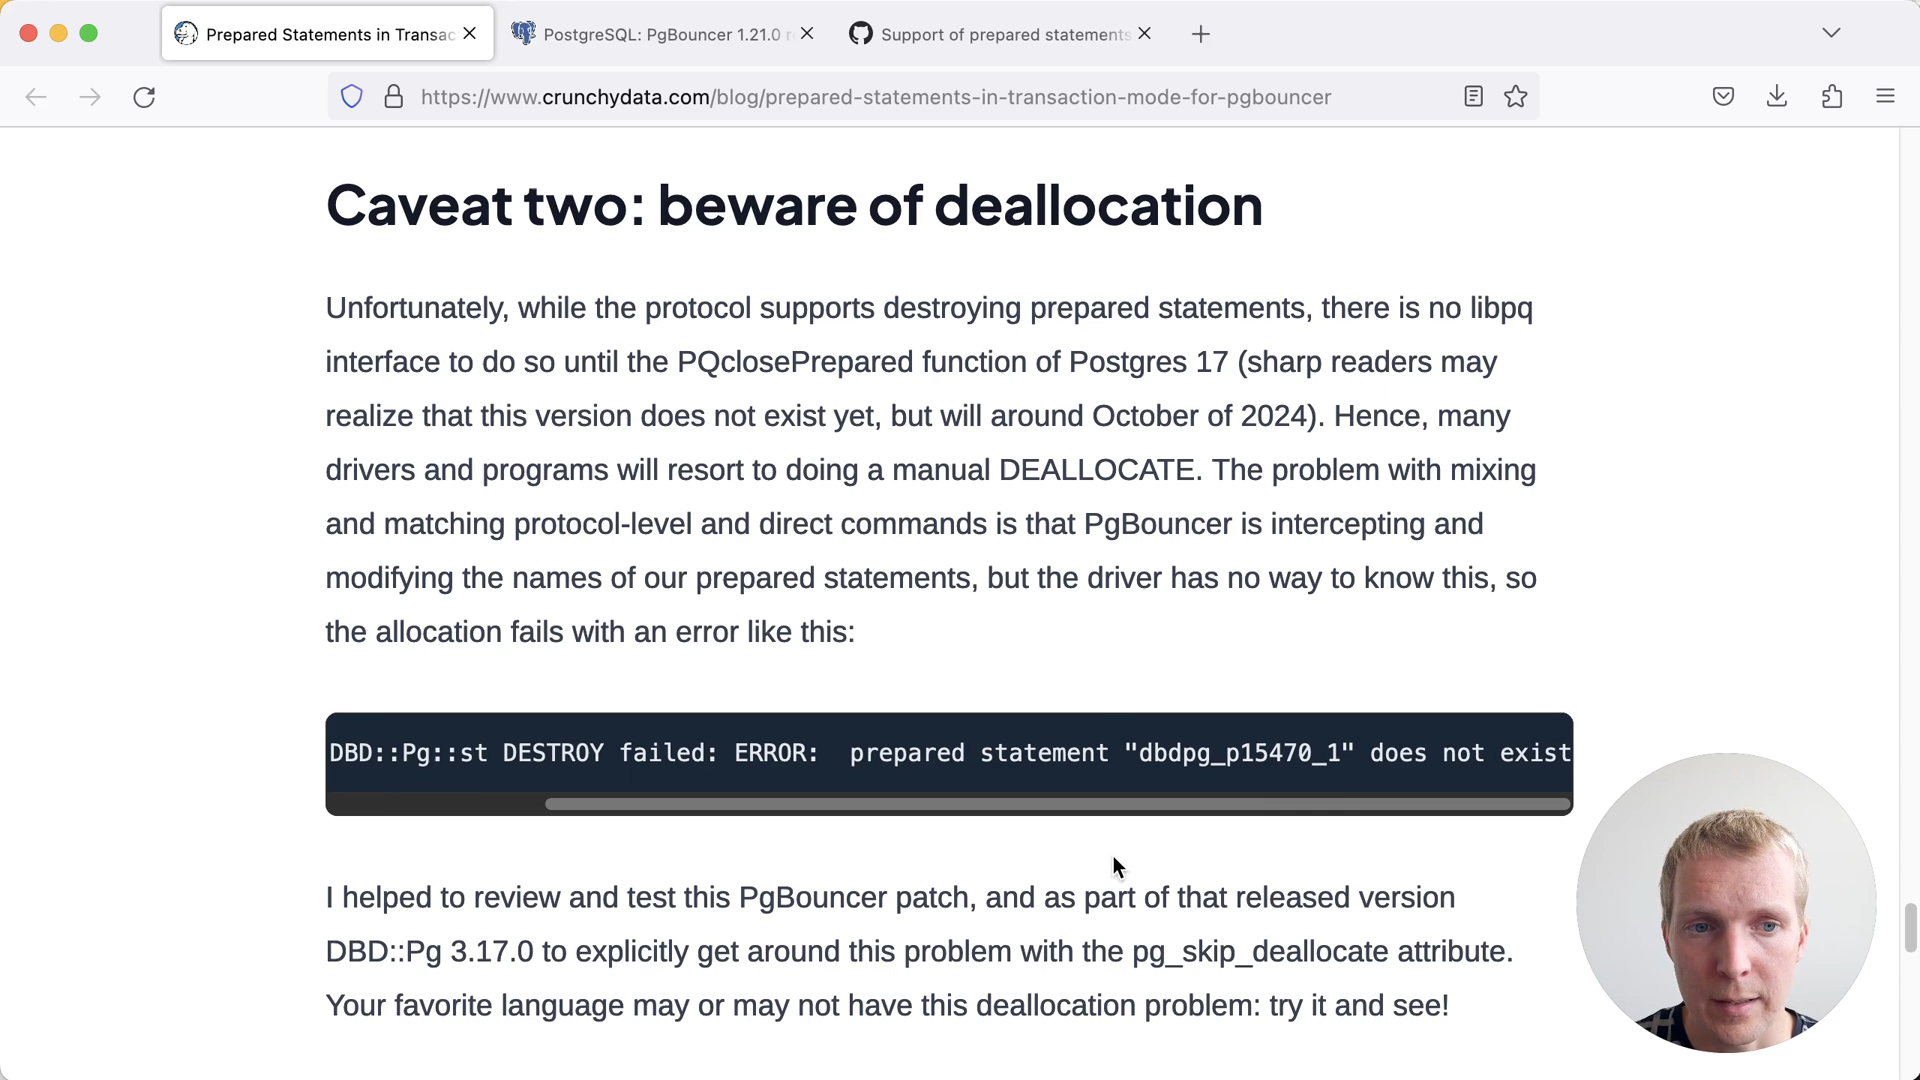 Prepared Statements in Transac
PostgreSQL: PgBouncer 1.21.0
Support of prepared statements
https://www.crunchydata.com/blog/prepared-statements-in-transaction-mode-for-pgbouncer
Caveat two: beware of deallocation
Unfortunately, while the protocol supports destroying prepared statements, there is no libpq
interface to do so until the PQclosePrepared function of Postgres 17 (sharp readers may
realize that this version does not exist yet, but will around October of 2024). Hence, many
drivers and programs will resort to doing a manual DEALLOCATE. The problem with mixing
and matching protocol-level and direct commands is that PgBouncer is intercepting and
modifying the names of our prepared statements, but the driver has no way to know this, so
the allocation fails with an error like this:
DBD::Pg::st DESTROY failed: ERROR:  prepared statement "dbdpg_p15470_1" does not exist
I helped to review and test this PgBouncer patch, and as part of that released version
DBD::Pg 3.17.0 to explicitly get around this problem with the pg_skip_deallocate attribute.
Your favorite language may or may not have this deallocation problem: try it and see!